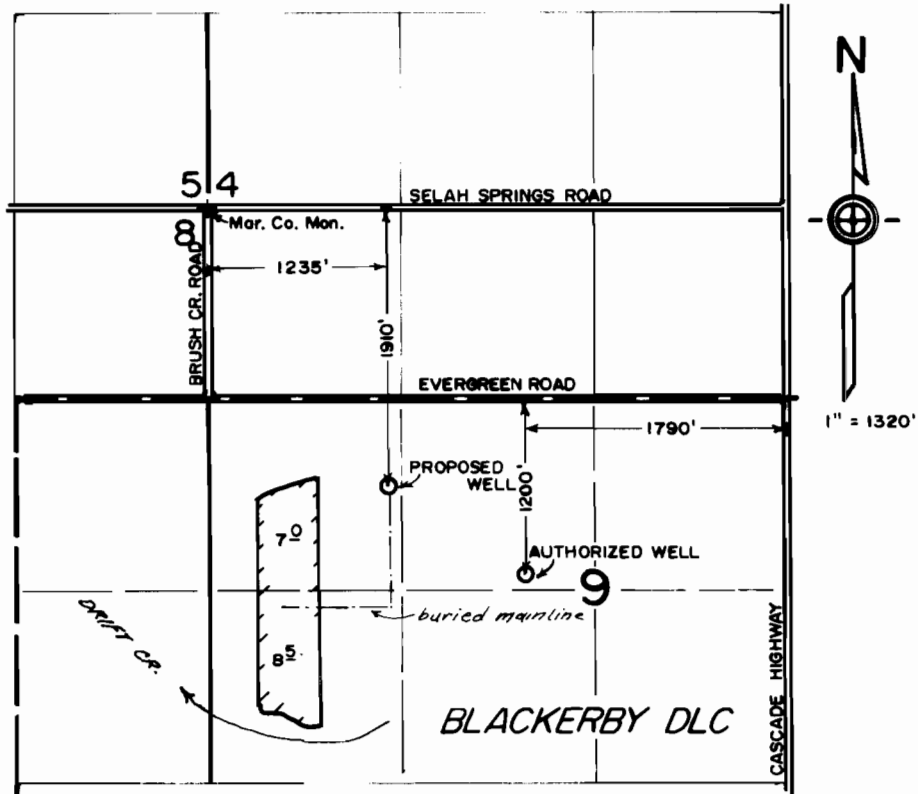 N
5 4
SELAH SPRINGS ROAD
8
Mar. Co. Mon.
1235'
BRUSH CR. ROAD
1910'
EVERGREEN ROAD
1" = 1320'
1790'
PROPOSED
WELL
1200'
7 0
AUTHORIZED WELL
9
buried mainline
DRIFT CR.
8 5
BLACKERBY DLC
CASCADE HIGHWAY